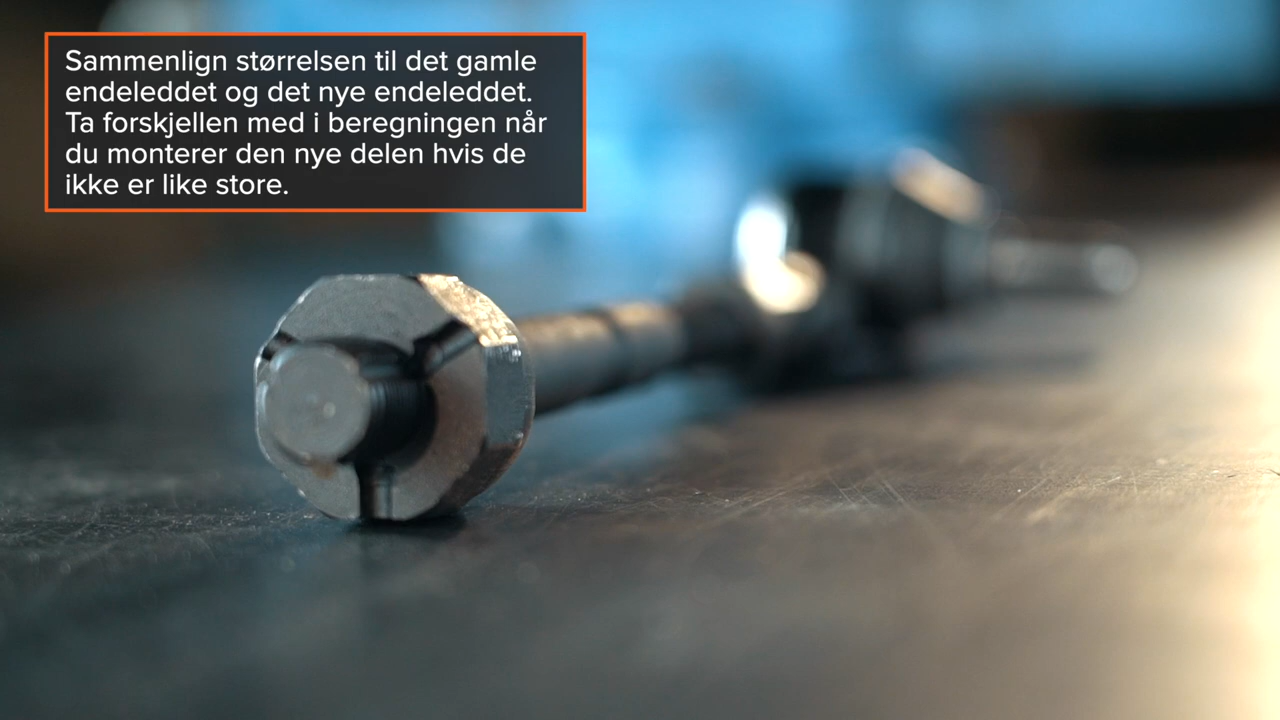 Sammenlign størrelsen til det gamle
endeleddet og det nye endeleddet.
Ta forskjellen med i beregningen når
du monterer den nye delen hvis de
ikke er like store.